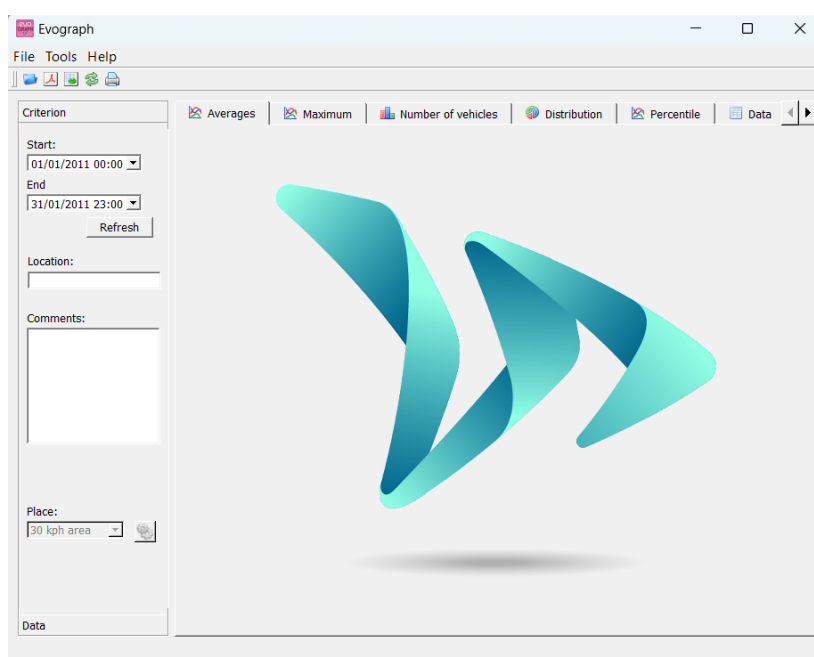 Evograph
File Tools Help
Criterion
Averages
Maximum
Number of vehicles
Distribution
Percentile
Data
Start:
01/01/2011 00:00
End
31/01/2011 23:00
Refresh
Location:
Comments:
Place:
30 kph area
Data